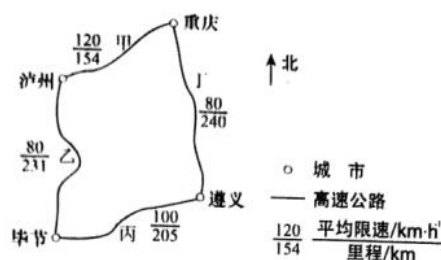 重庆
甲
120
154
泸州
北
丁
80
240
80
231
乙
城 市
遵义
高速公路
100
205
毕节
丙
120 平均限速/km·h¹
154 里程/km